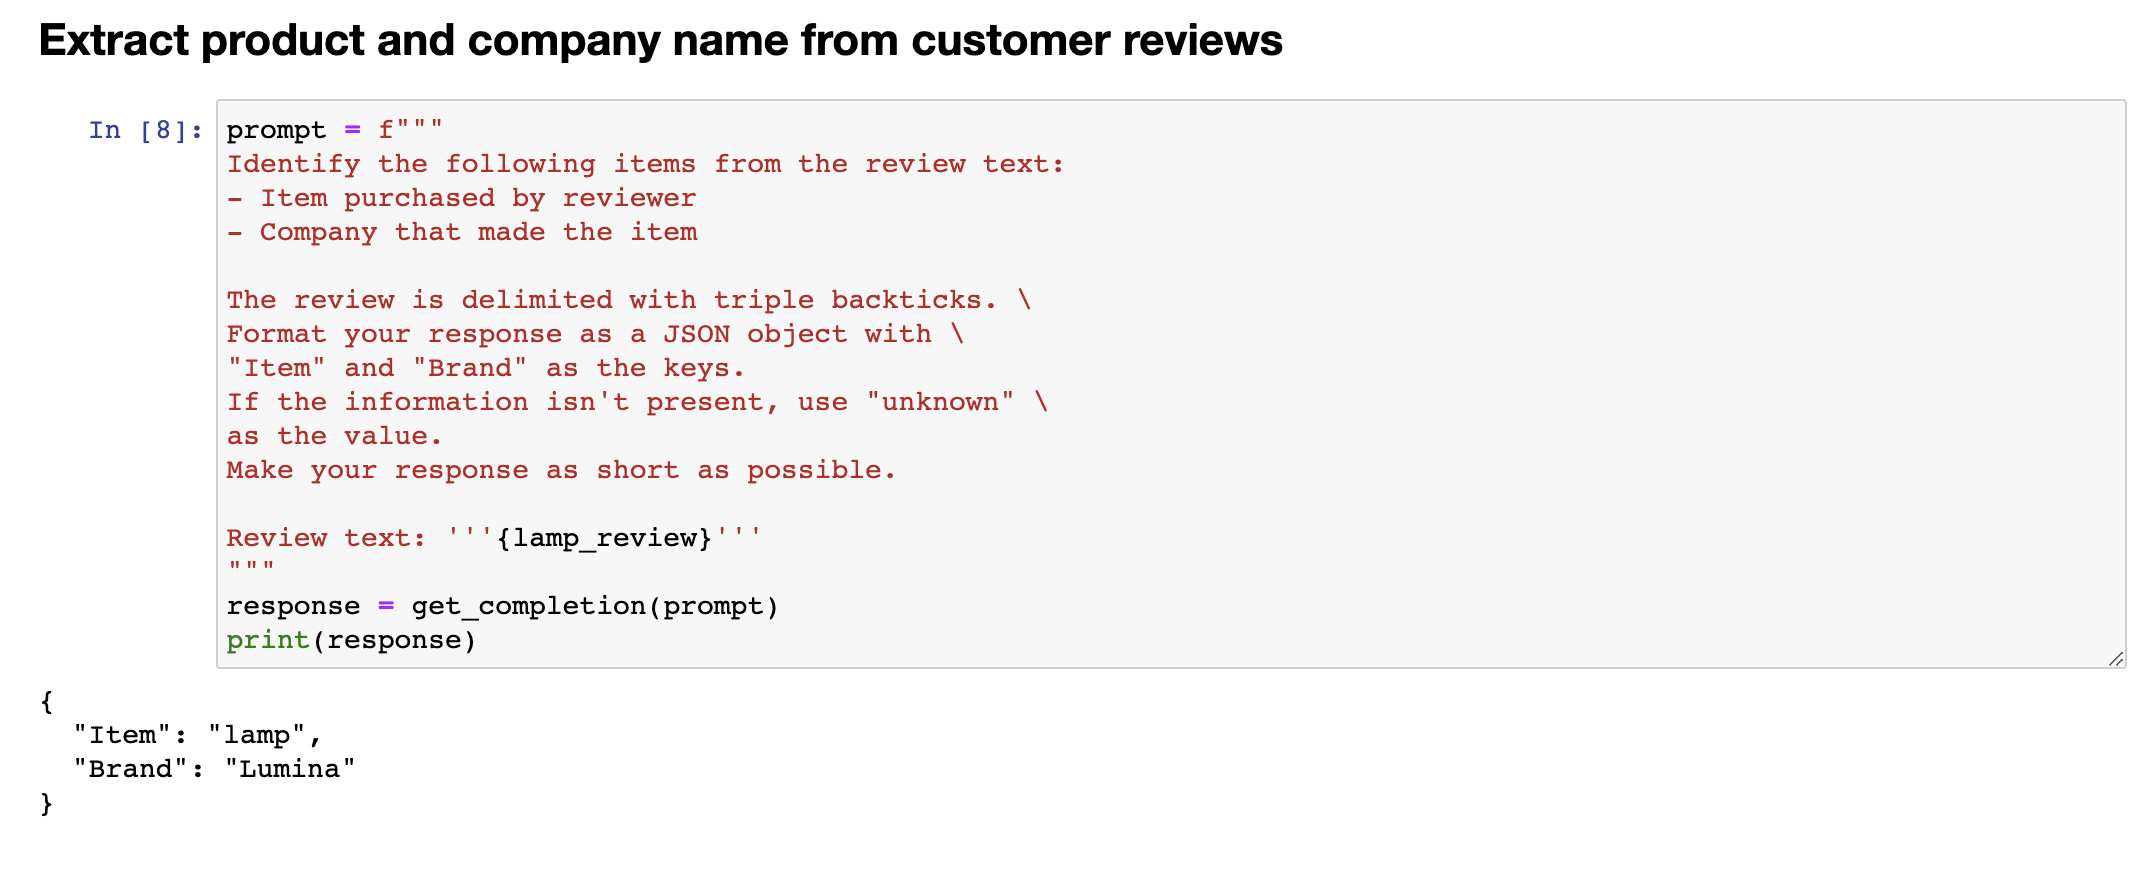 Extract product and company name from customer reviews
In [8]: prompt = f"""
Identify the following items from the review text:
- Item purchased by reviewer
- Company that made the item
The review is delimited with triple backticks. \
Format your response as a JSON object with \
"Item" and "Brand" as the keys.
If the information isn't present, use "unknown" \
as the value.
Make your response as short as possible.
Review text: '''{lamp_review}'''
"""
response = get_completion(prompt)
print(response)
{
  "Item": "lamp",
  "Brand": "Lumina"
}